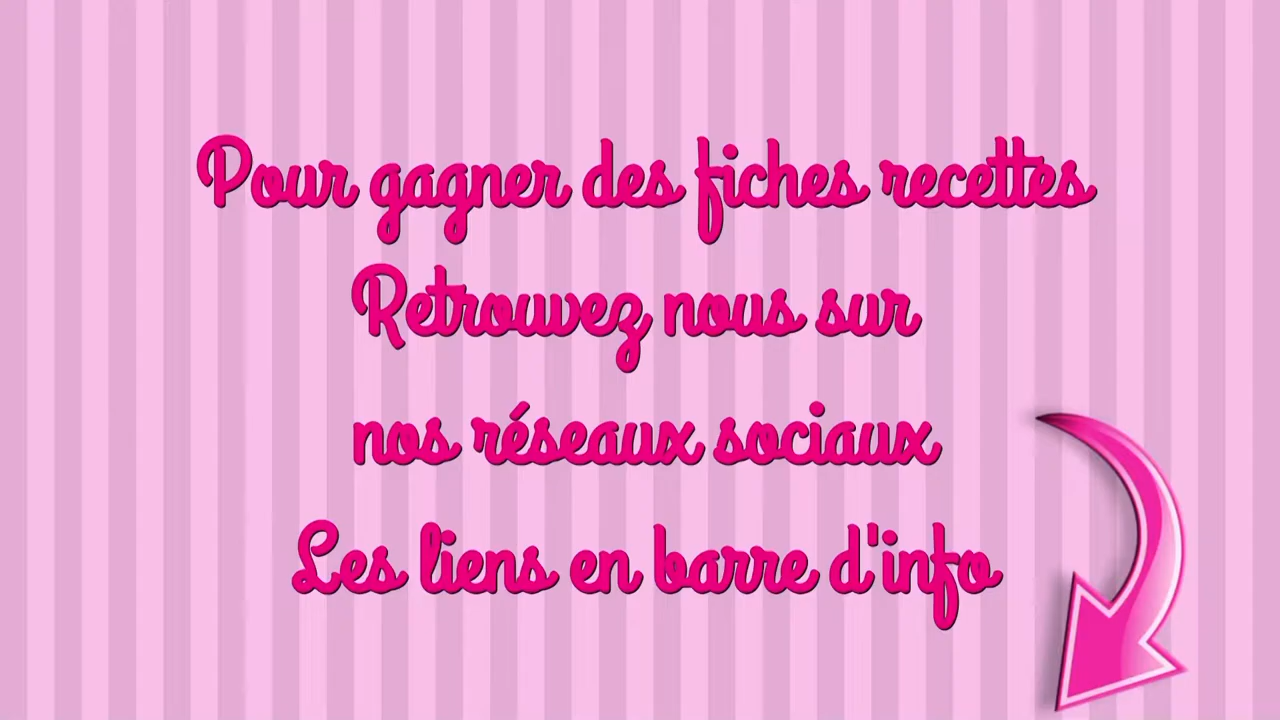 Pour gagner des fiches recettes
Retrouvez nous sur
nos réseaux sociaux
Les liens en barre d'info